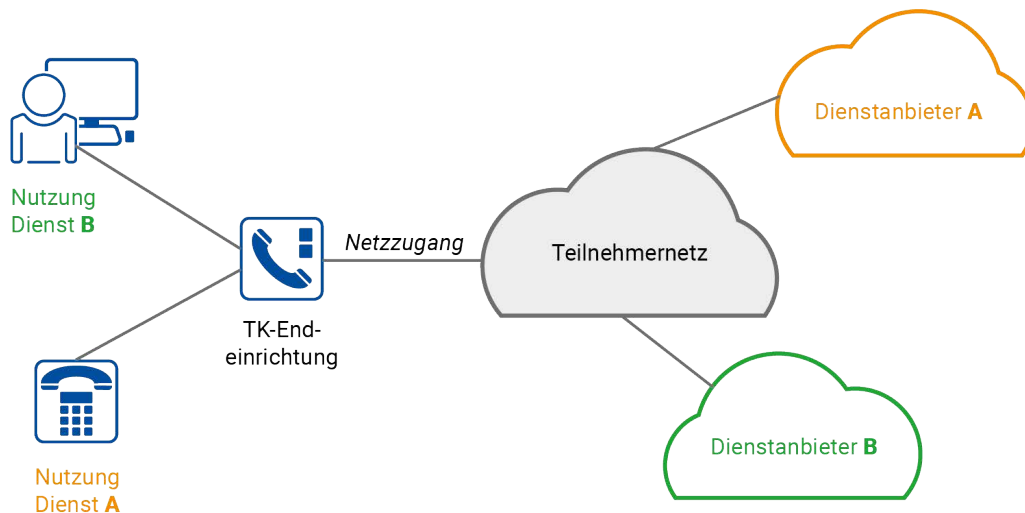 Dienstanbieter A
Nutzung
Dienst B
Netzzugang
Teilnehmernetz
TK-End-
einrichtung
Dienstanbieter B
Nutzung
Dienst A